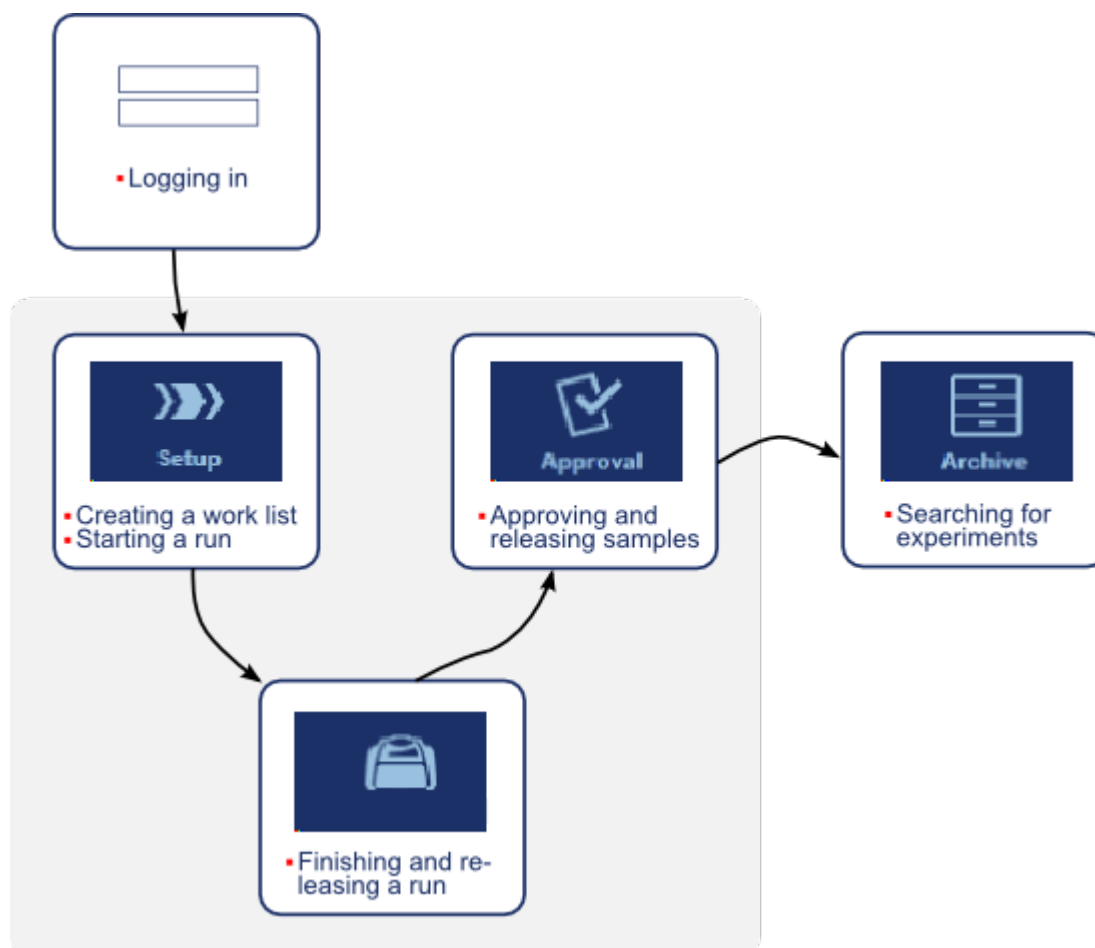 Logging in
Setup
Creating a work list
Starting a run
Finishing and re-
leasing a run
Approval
Approving and
releasing samples
Archive
Searching for
experiments